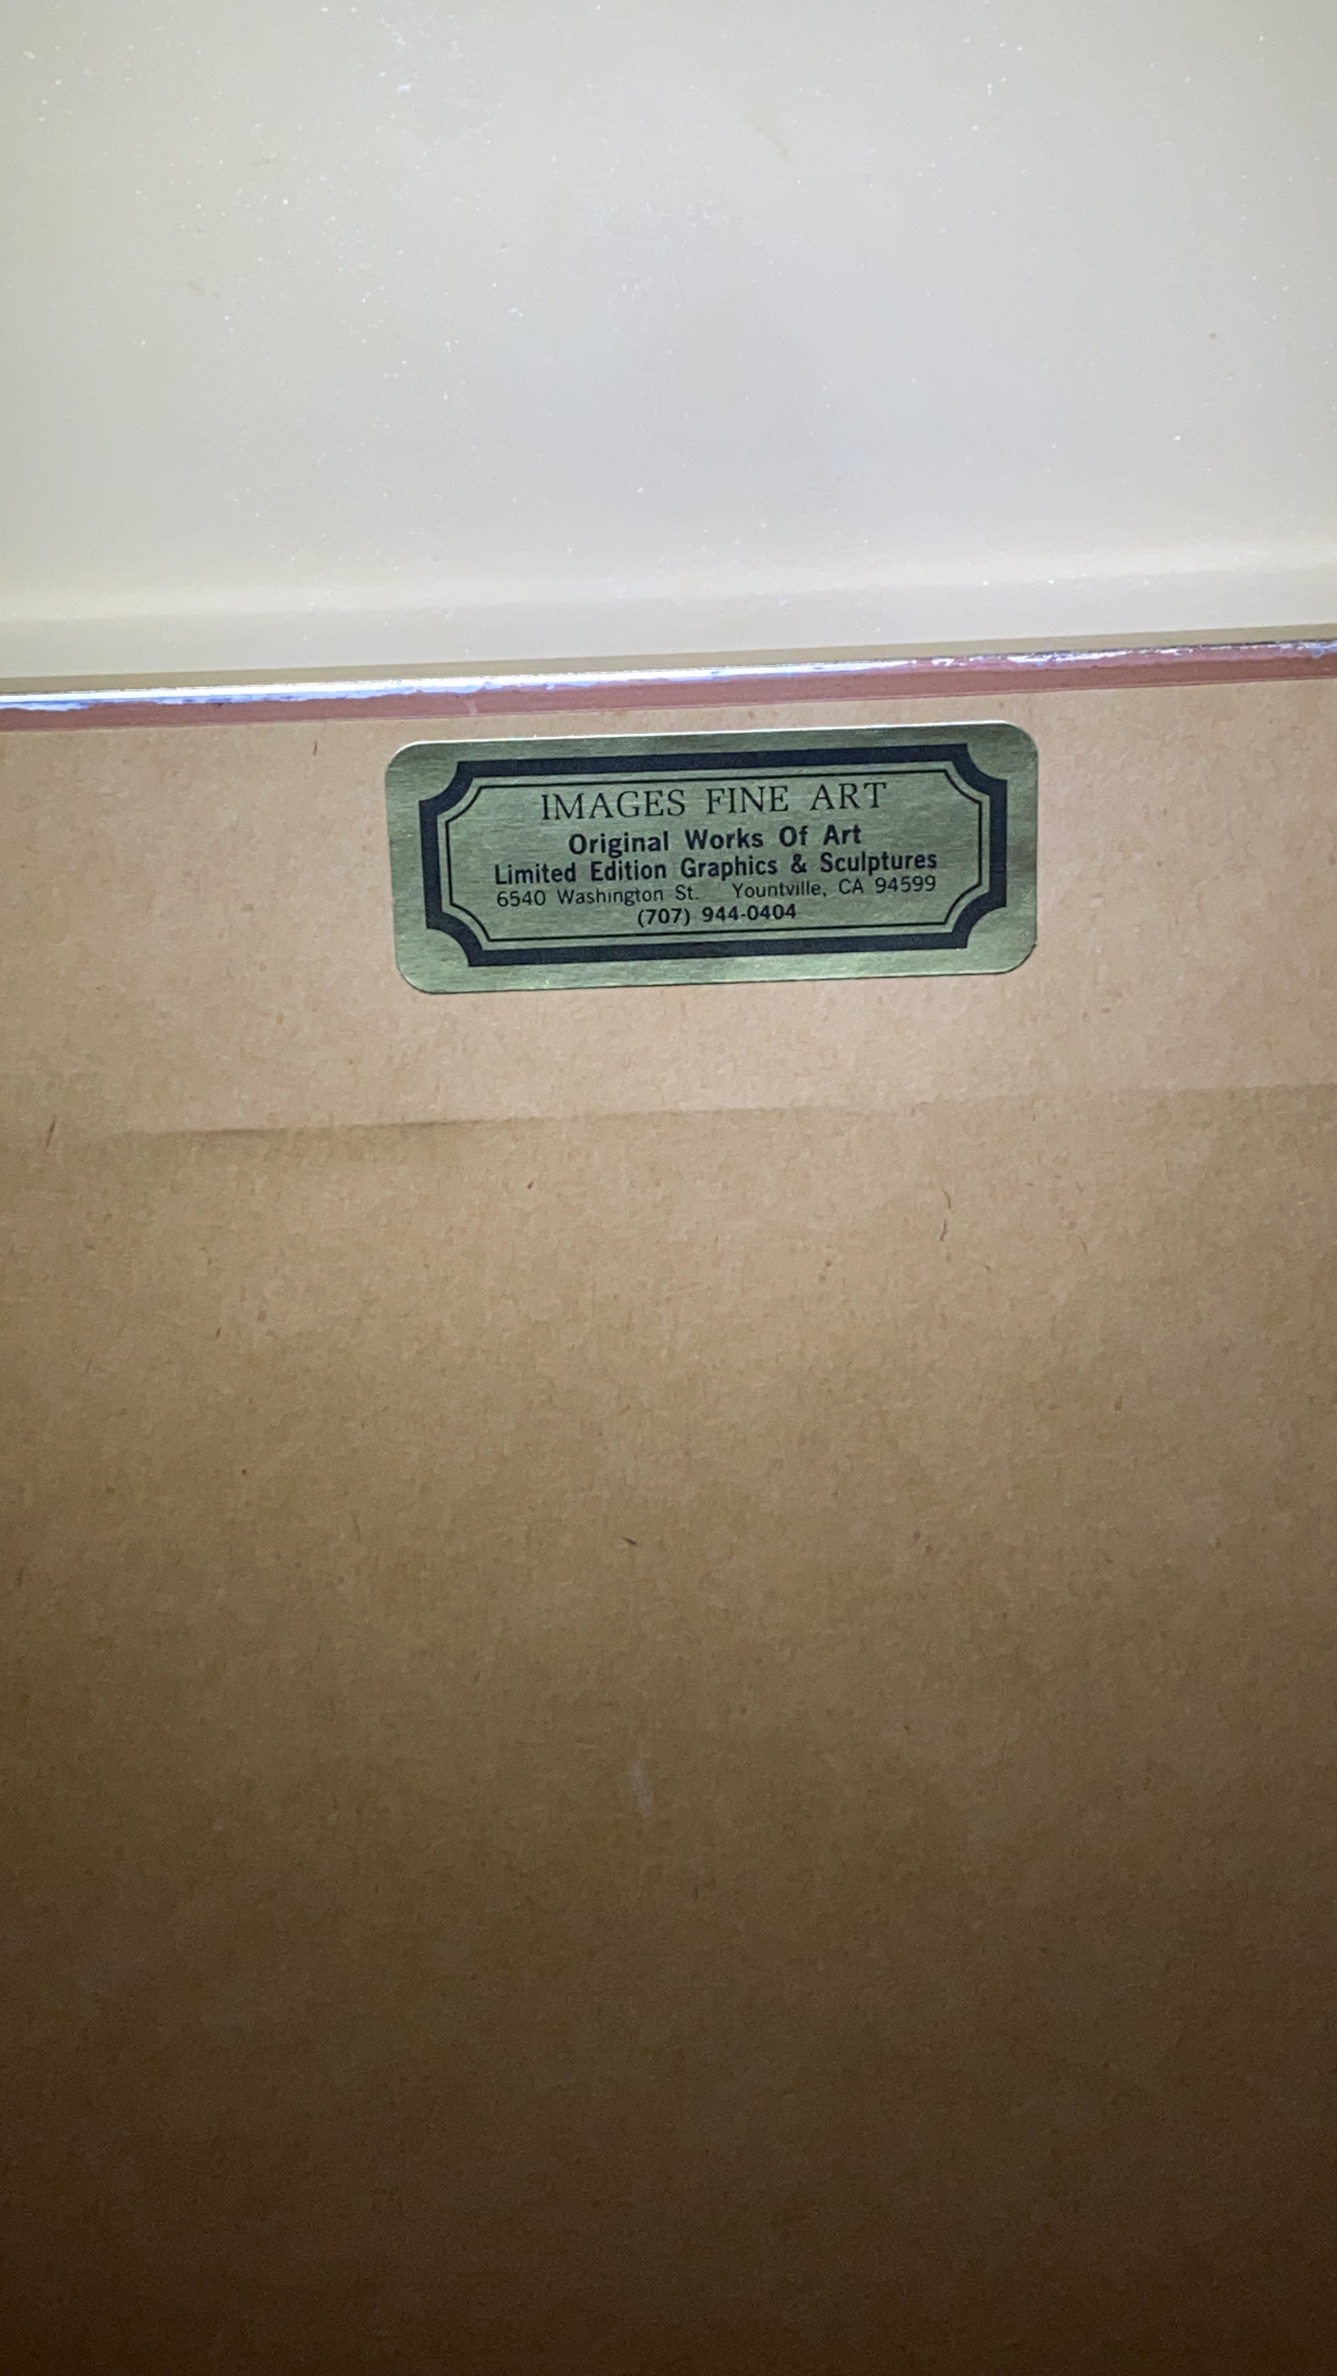 IMAGES FINE ART
Original Works Of Art
Limited Edition Graphics & Sculptures
6540 Washington St. Yountville, CA 94599
(707) 944-0404